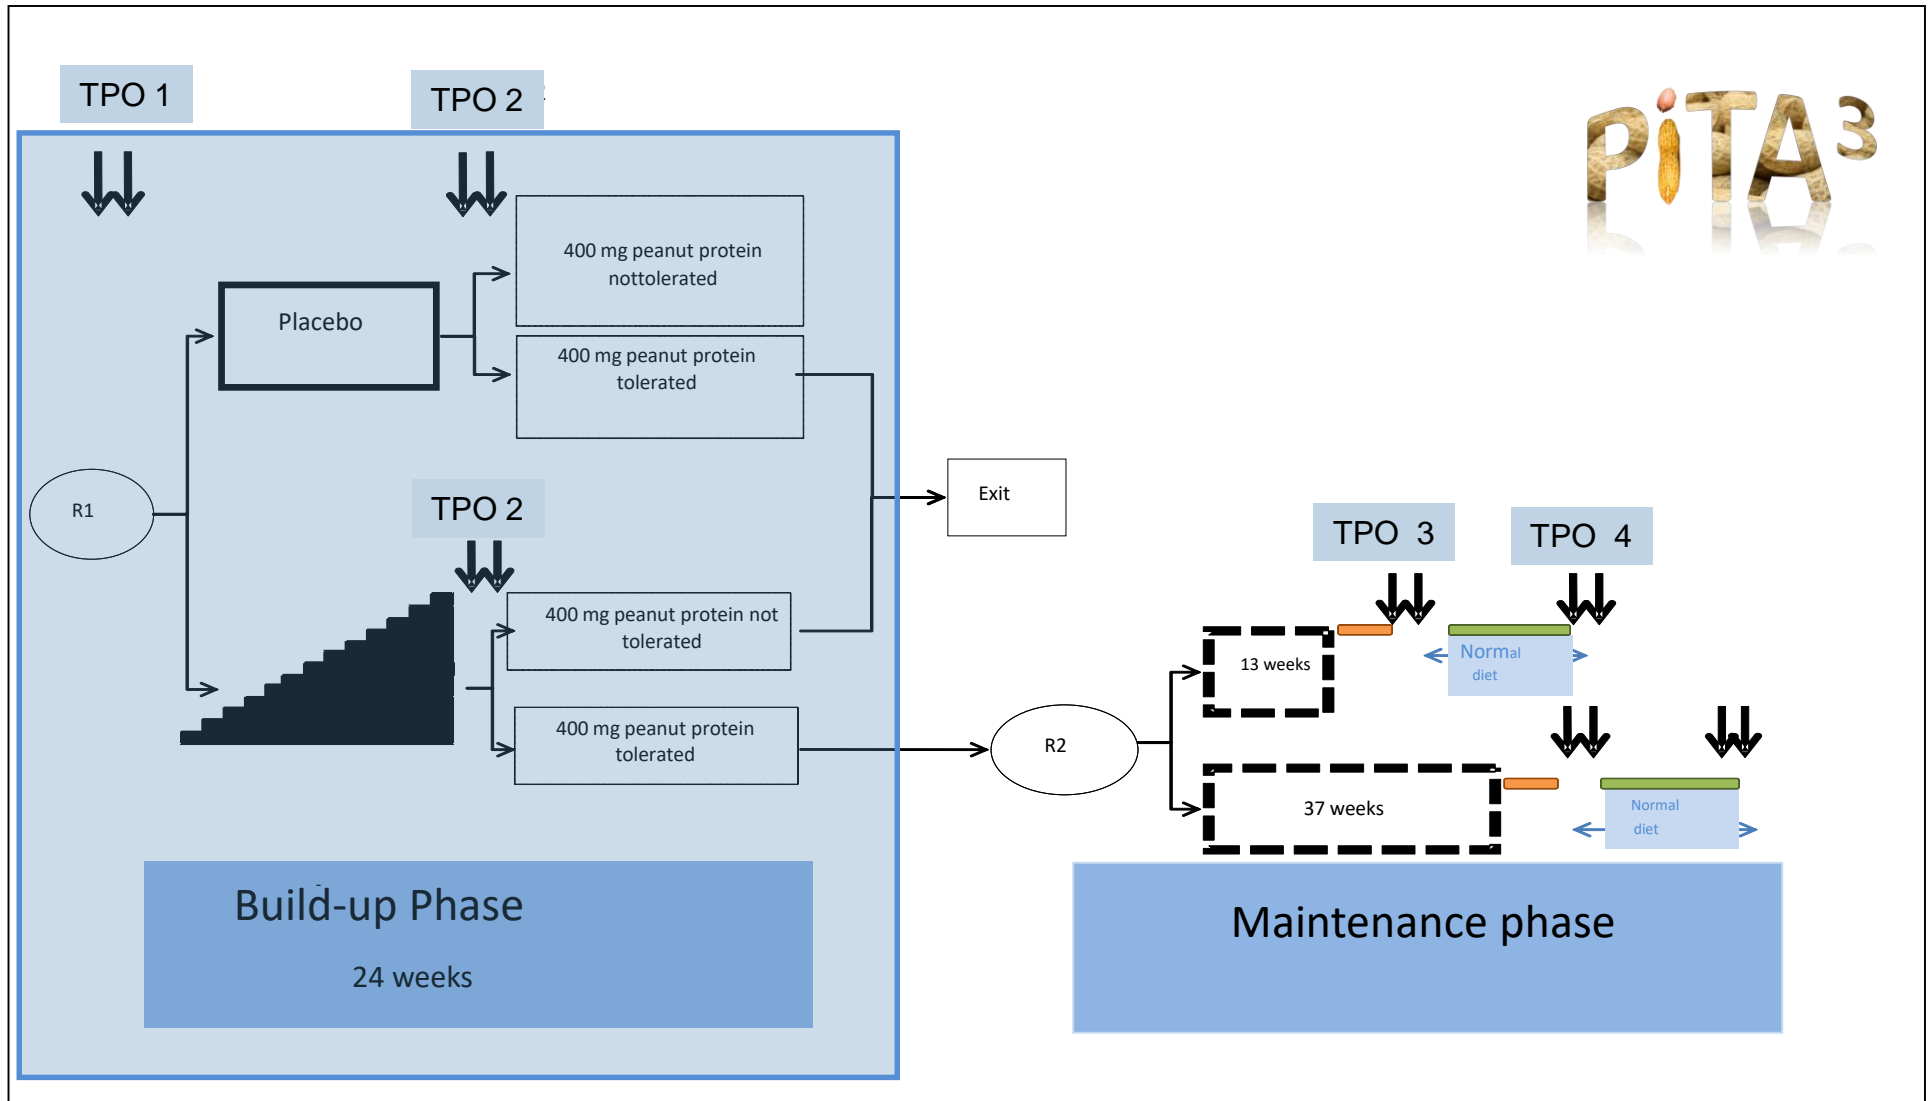 TPO 1
TPO 2
PiTA³
400 mg peanut protein
nottolerated
Placebo
400 mg peanut protein
tolerated
R1
TPO 2
Exit
TPO 3
TPO 4
400 mg peanut protein not
tolerated
13 weeks
Normal
diet
400 mg peanut protein
tolerated
R2
37 weeks
Normal
diet
Build-up Phase
24 weeks
Maintenance phase